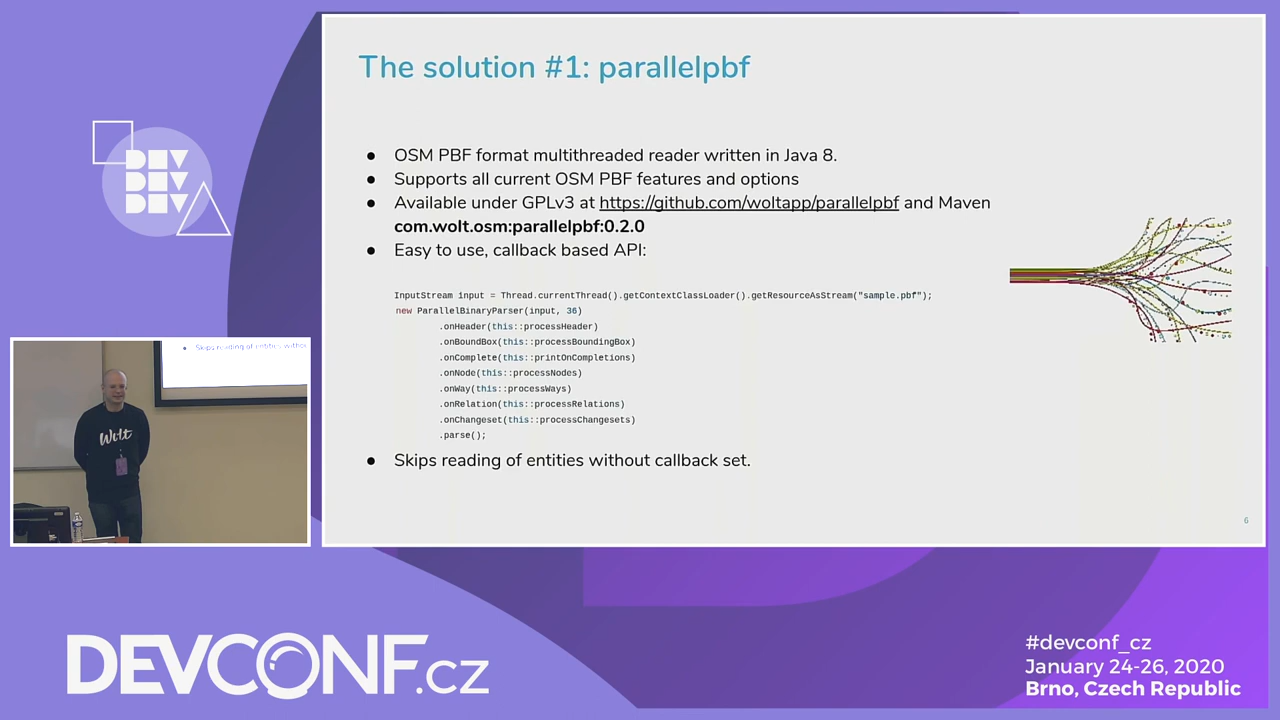 The solution #1: parallelpbf
DEV
DEV
DEV
● OSM PBF format multithreaded reader written in Java 8.
● Supports all current OSM PBF features and options
● Available under GPLv3 at https://github.com/woltapp/parallelpbf and Maven
com.wolt.osm:parallelpbf:0.2.0
● Easy to use, callback based API:
InputStream input = Thread.currentThread().getContextClassLoader().getResourceAsStream("sample.pbf");
new ParallelBinaryParser(input, 36)
.onHeader(this::processHeader)
.onBoundBox(this::processBoundingBox)
.onComplete(this::printOnCompletions)
.onNode(this::processNodes)
.onWay(this::processWays)
.onRelation(this::processRelations)
.onChangeset(this::processChangesets)
.parse();
● Skips reading of entities without callback set.
6
● Skips reading of entities withou
Wolt
DEVCONF.CZ
#devconf_cz
January 24-26, 2020
Brno, Czech Republic